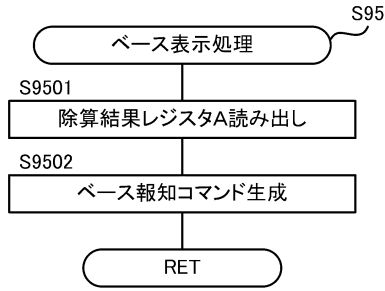 S95
ベース表示処理
S9501
除算結果レジスタA読み出し
S9502
ベース報知コマンド生成
RET